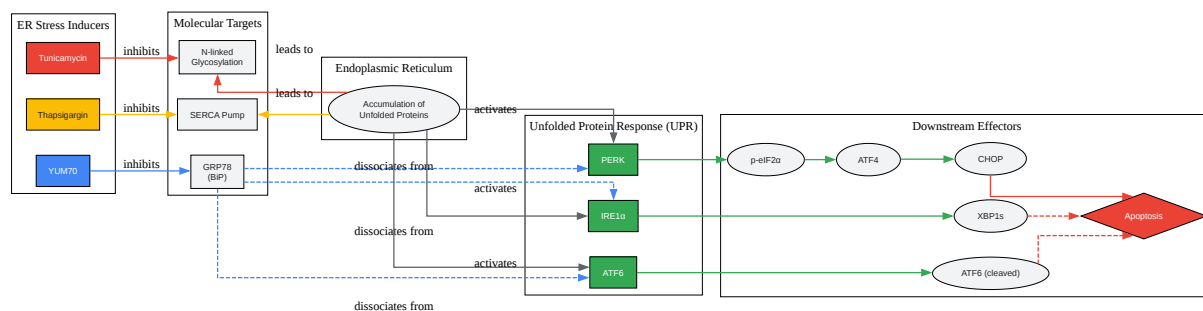 ER Stress Inducers
Molecular Targets
Tunicamycin
inhibits
N-linked
Glycosylation
leads to
Endoplasmic Reticulum
Thapsigargin
inhibits
SERCA Pump
leads to
Accumulation of
Unfolded Proteins
activates
Unfolded Protein Response (UPR)
Downstream Effectors
YUM70
inhibits
GRP78
(BiP)
dissociates from
PERK
p-eIF2α
ATF4
CHOP
activates
IRE1α
XBP1s
Apoptosis
dissociates from
activates
ATF6
ATF6 (cleaved)
dissociates from